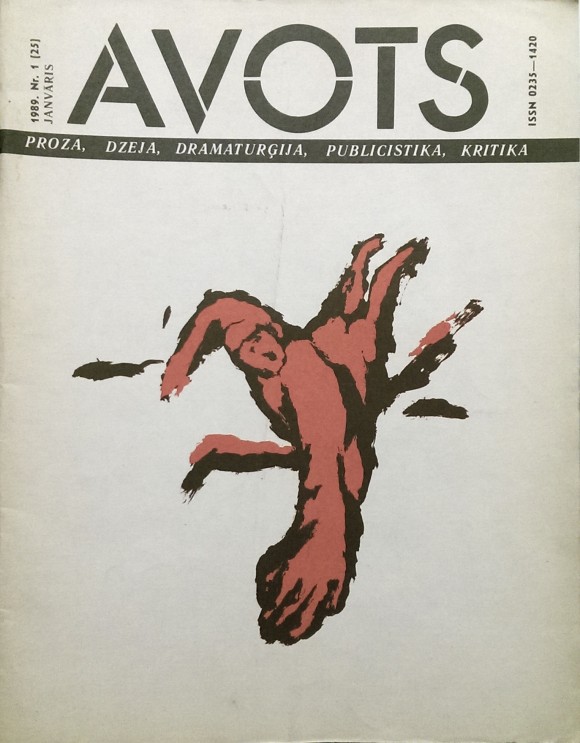 1989. Nr. 1 [25]
JANVĀRIS
AVOTS
ISSN 0235—1420
PROZA, DZEJA, DRAMATURĢIJA, PUBLICISTIKA, KRITIKA